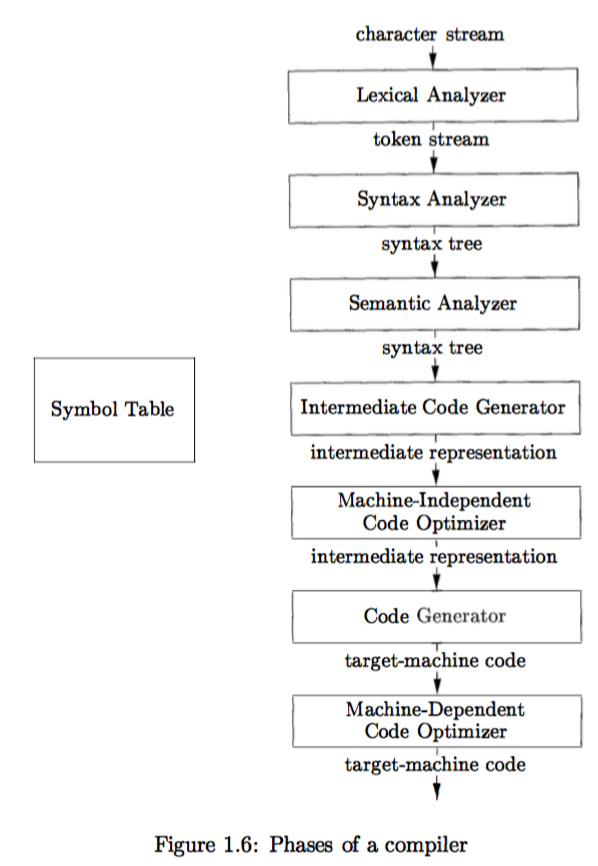 character stream
Lexical Analyzer
token stream
Syntax Analyzer
syntax tree
Semantic Analyzer
syntax tree
Symbol Table
Intermediate Code Generator
intermediate representation
Machine-Independent
Code Optimizer
intermediate representation
Code Generator
target-machine code
Machine-Dependent
Code Optimizer
target-machine code
Figure 1.6: Phases of a compiler